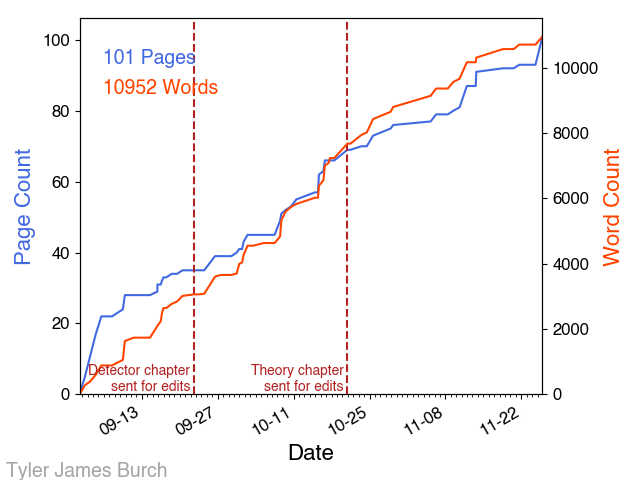 101 Pages
10952 Words
100
80
60
40
20
0
Page Count
10000
8000
6000
4000
2000
0
Word Count
Detector chapter
sent for edits
Theory chapter
sent for edits
09-13
09-27
10-11
10-25
11-08
11-22
Date
Tyler James Burch